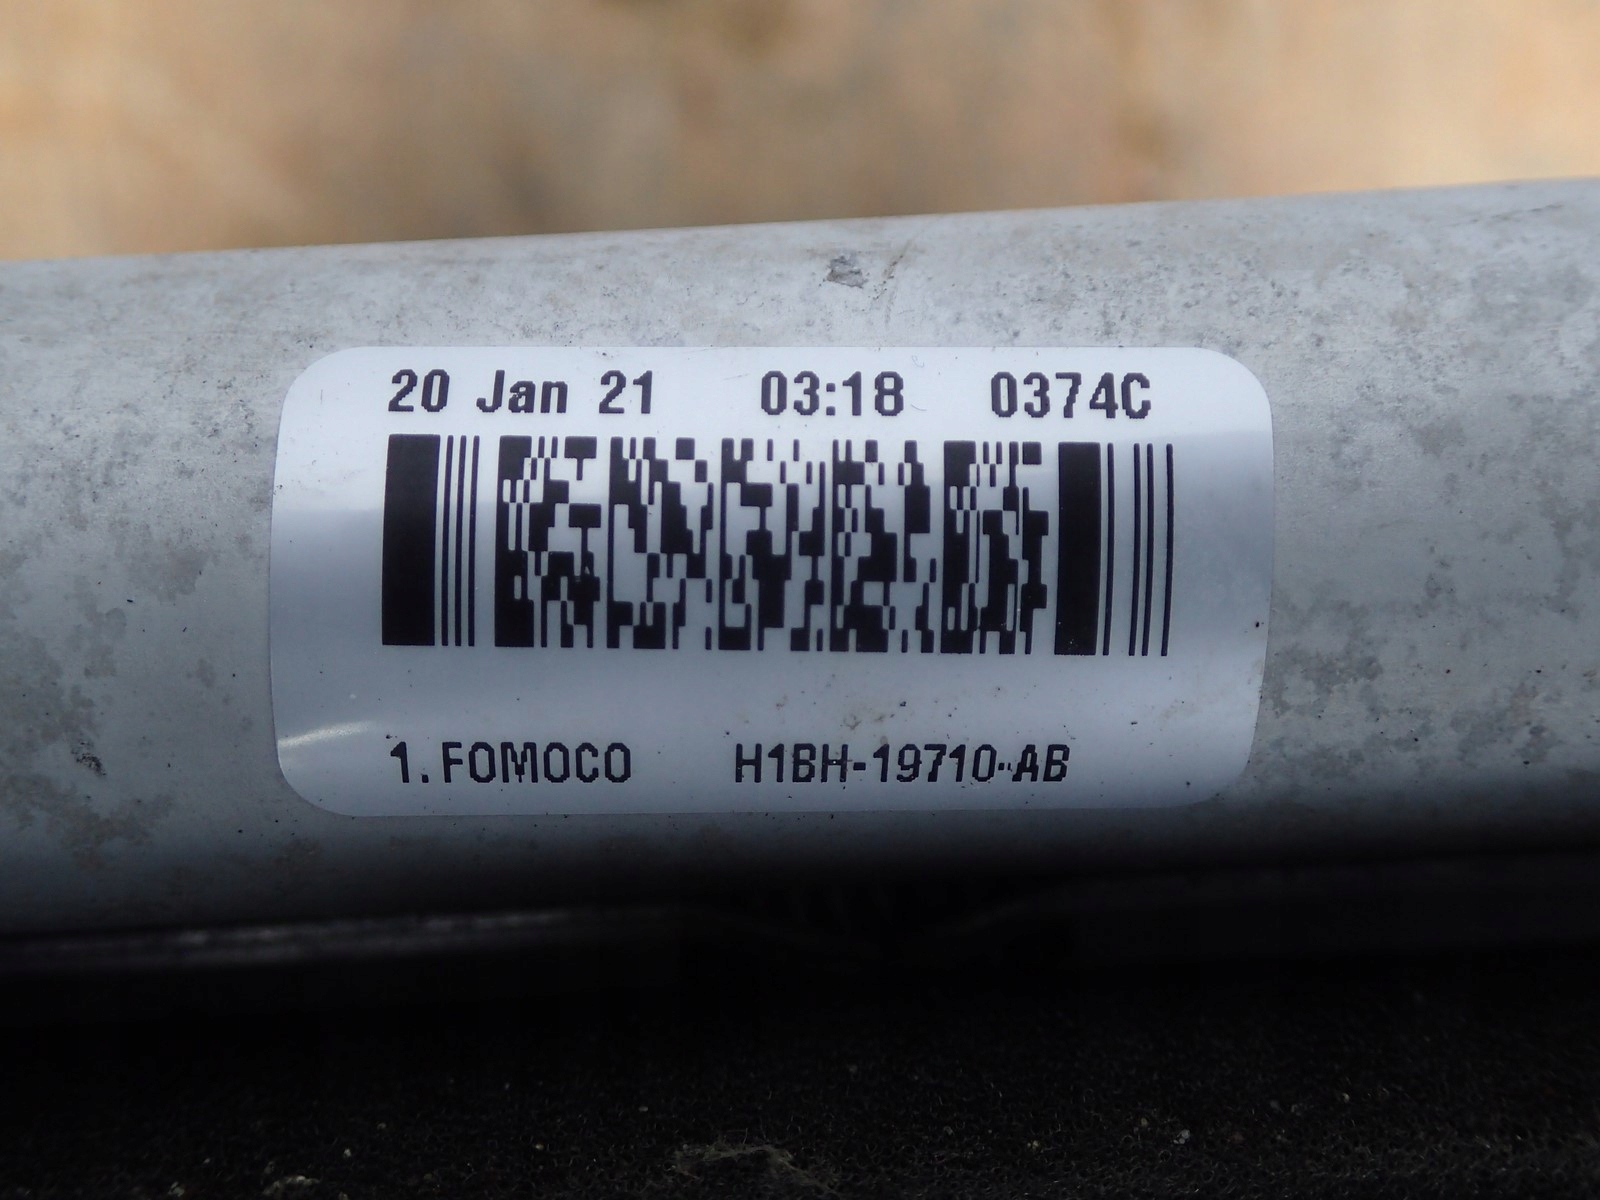 20 Jan 21 03:18 0374C
1.FOMOCO H1BH-19710-AB